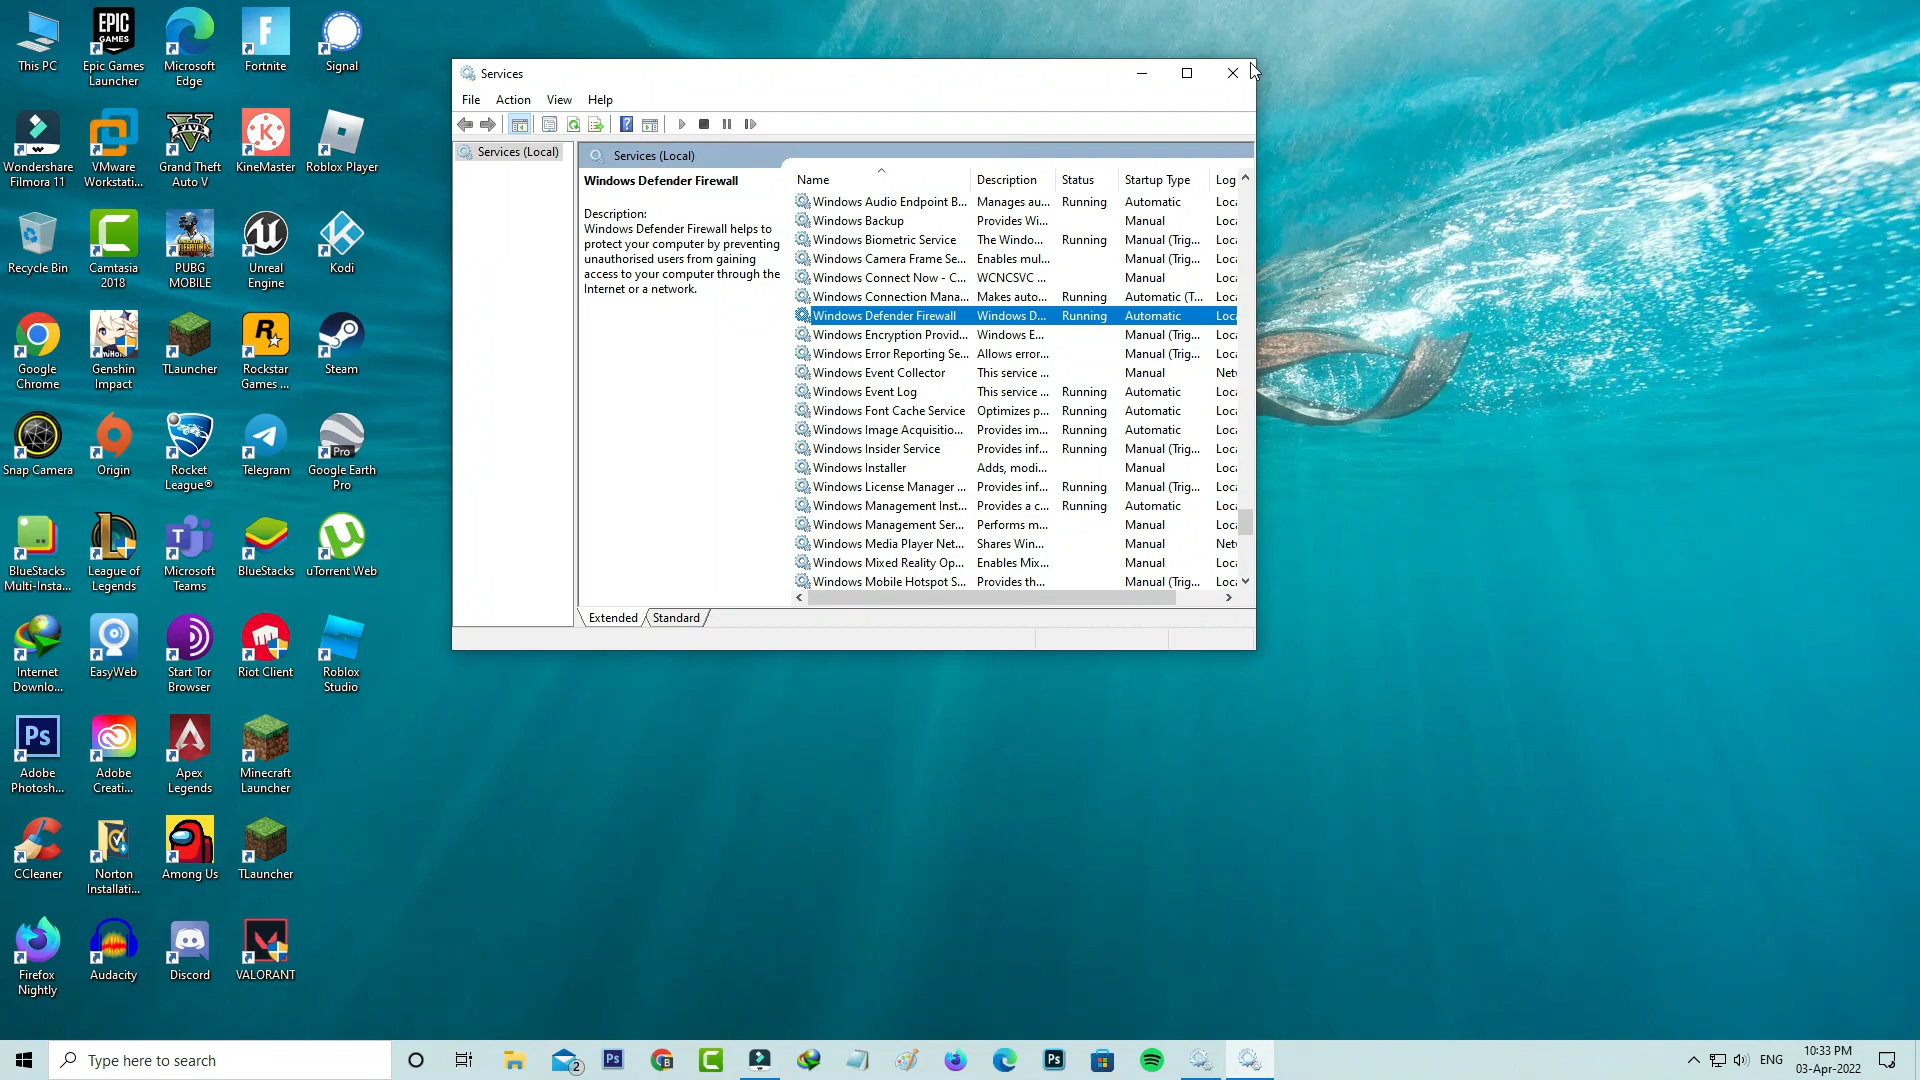 This PC
EPIC GAMES
Epic Games
Launcher
Microsoft
Edge
Fortnite
Signal
Wondershare
Filmora 11
VMware
Workstati...
Grand Theft
Auto V
KineMaster
Roblox Player
Recycle Bin
Camtasia
2018
PUBG
MOBILE
Unreal
Engine
Kodi
Google
Chrome
Genshin
Impact
TLauncher
Rockstar
Games ...
Steam
Snap Camera
Origin
Rocket
League®
Telegram
Pro
Google Earth
Pro
BlueStacks
Multi-Insta...
League of
Legends
Microsoft
Teams
BlueStacks
uTorrent Web
Internet
Downlo...
EasyWeb
Start Tor
Browser
Riot Client
Roblox
Studio
Ps
Adobe
Photosh...
Adobe
Creati...
Apex
Legends
Minecraft
Launcher
CCleaner
Norton
Installati...
Among Us
TLauncher
Firefox
Nightly
Audacity
Discord
VALORANT
Services
File Action View Help
Services (Local)
Services (Local)
Windows Defender Firewall
Description:
Windows Defender Firewall helps to
protect your computer by preventing
unauthorised users from gaining
access to your computer through the
Internet or a network.
Name Description Status Startup Type Log
Windows Audio Endpoint B... Manages au... Running Automatic Loca
Windows Backup Provides Wi... Manual Loca
Windows Biometric Service The Windo... Running Manual (Trig... Loca
Windows Camera Frame Se... Enables mul... Manual (Trig... Loca
Windows Connect Now - C... WCNCSVC ... Manual Loca
Windows Connection Mana... Makes auto... Running Automatic (T... Loca
Windows Defender Firewall Windows D... Running Automatic Loca
Windows Encryption Provid... Windows E... Manual (Trig... Loca
Windows Error Reporting Se... Allows error... Manual (Trig... Loca
Windows Event Collector This service ... Manual Net
Windows Event Log This service ... Running Automatic Loca
Windows Font Cache Service Optimizes p... Running Automatic Loca
Windows Image Acquisitio... Provides im... Running Automatic Loca
Windows Insider Service Provides inf... Running Manual (Trig... Loca
Windows Installer Adds, modi... Manual Loca
Windows License Manager ... Provides inf... Running Manual (Trig... Loca
Windows Management Inst... Provides a c... Running Automatic Loca
Windows Management Ser... Performs m... Manual Loca
Windows Media Player Net... Shares Win... Manual Net
Windows Mixed Reality Op... Enables Mix... Manual Loca
Windows Mobile Hotspot S... Provides th... Manual (Trig... Loca
Extended Standard
Type here to search
2
Ps
Ps
ENG
10:33 PM
03-Apr-2022